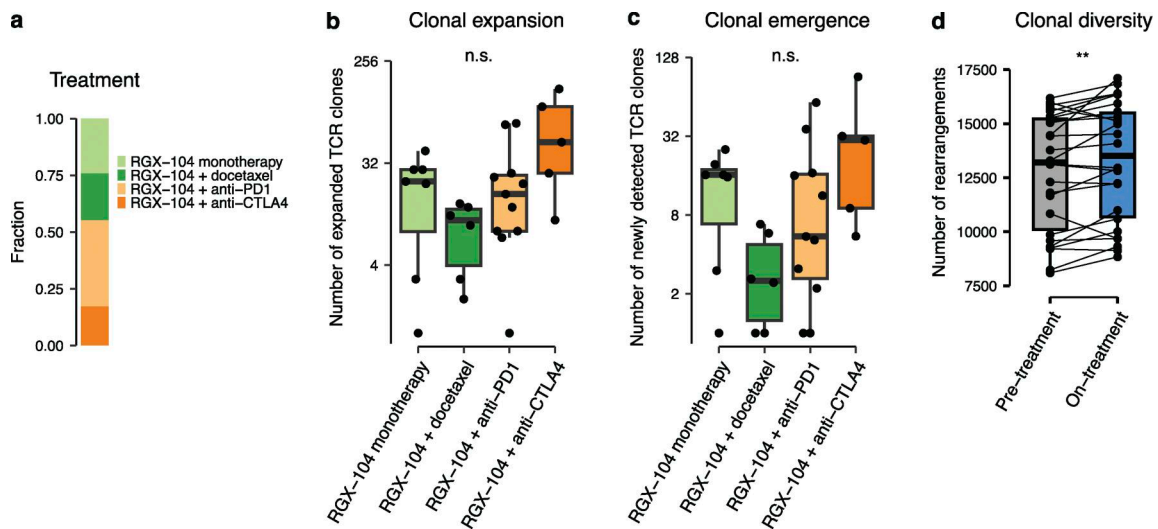 a
Treatment
Fraction
1.00
0.75
0.50
0.25
0.00
RGX−104 monotherapy
RGX−104 + docetaxel
RGX−104 + anti−PD1
RGX−104 + anti−CTLA4
b
Clonal expansion
n.s.
Number of expanded TCR clones
256
32
4
RGX−104 monotherapy
RGX−104 + docetaxel
RGX−104 + anti−PD1
RGX−104 + anti−CTLA4
c
Clonal emergence
n.s.
Number of newly detected TCR clones
128
32
8
2
RGX−104 monotherapy
RGX−104 + docetaxel
RGX−104 + anti−PD1
RGX−104 + anti−CTLA4
d
Clonal diversity
**
Number of rearrangements
17500
15000
12500
10000
7500
Pre−treatment
On−treatment